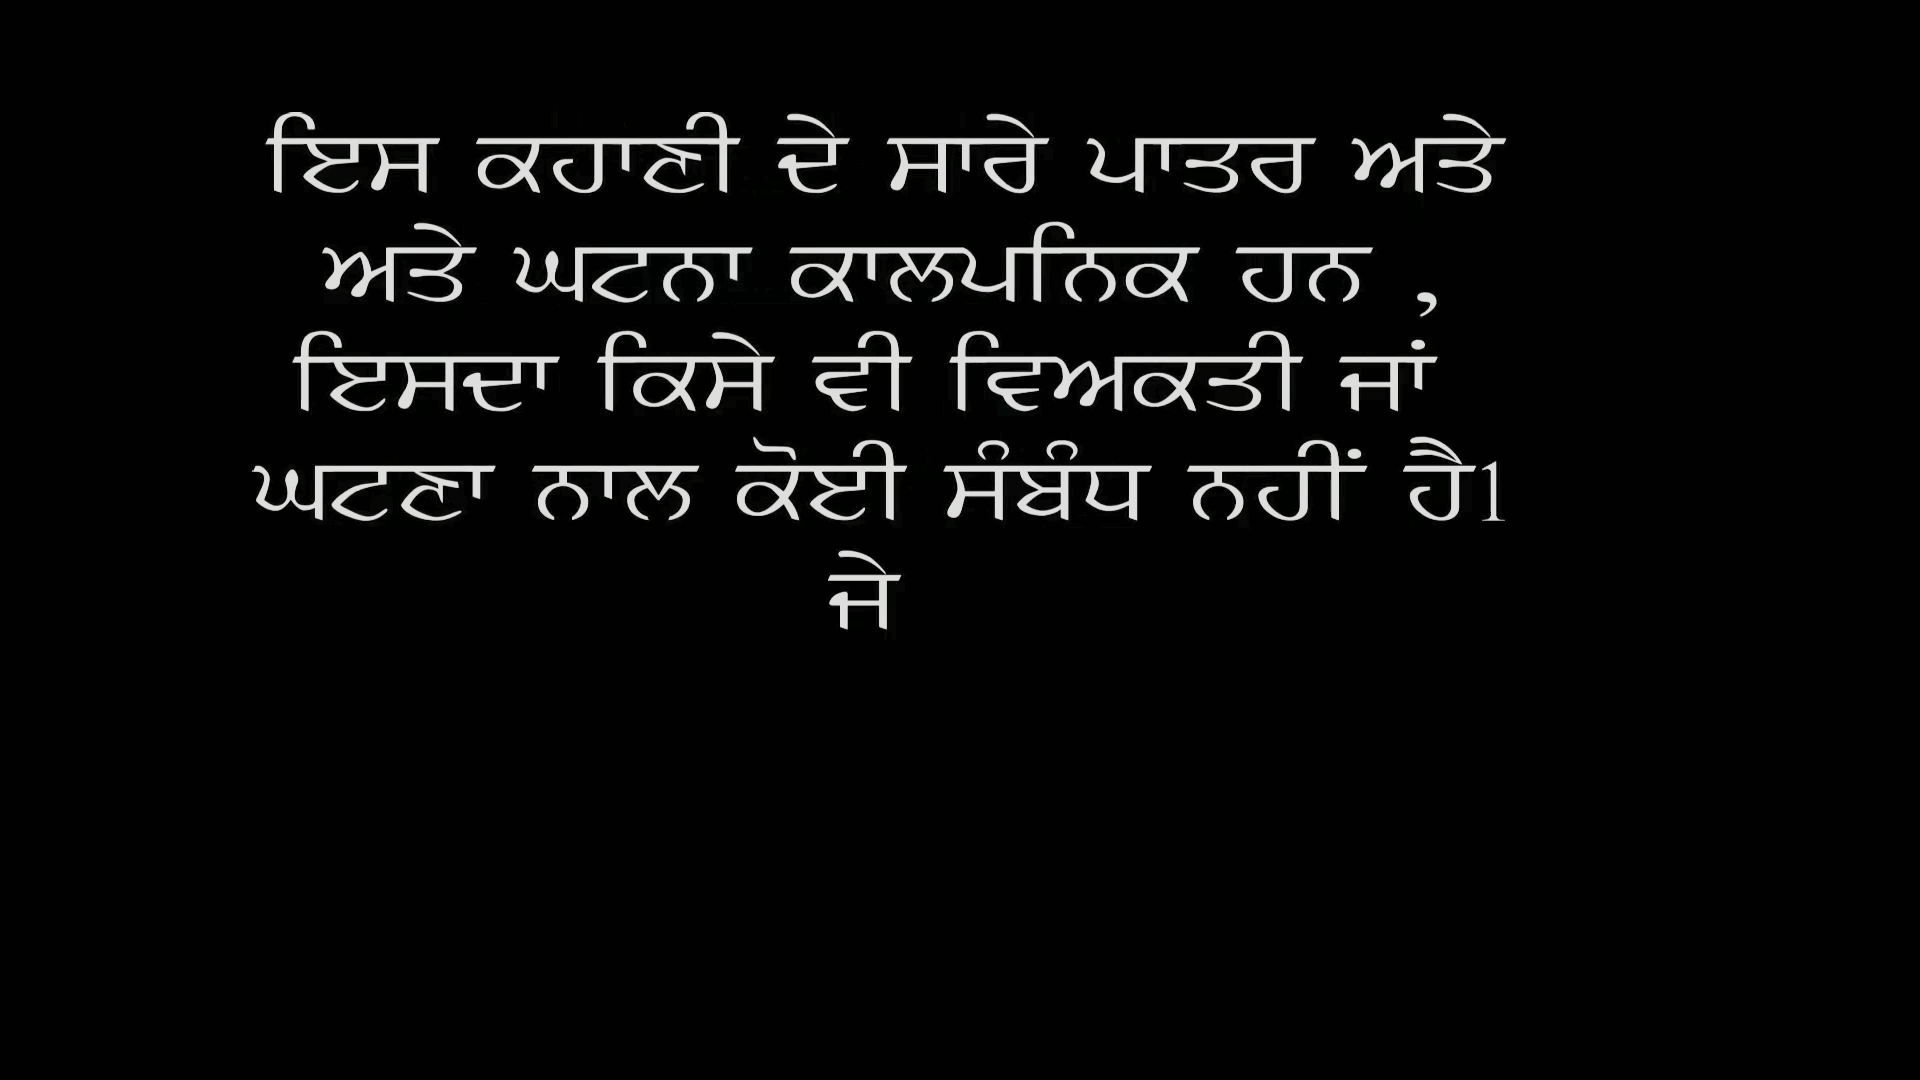 ਇਸ ਕਹਾਣੀ ਦੇ ਸਾਰੇ ਪਾਤਰ ਅਤੇ
ਅਤੇ ਘਟਨਾ ਕਾਲਪਨਿਕ ਹਨ ,
ਇਸਦਾ ਕਿਸੇ ਵੀ ਵਿਅਕਤੀ ਜਾਂ
ਘਟਣਾ ਨਾਲ ਕੋਈ ਸੰਬੰਧ ਨਹੀਂ ਹੈ1
ਜੇ